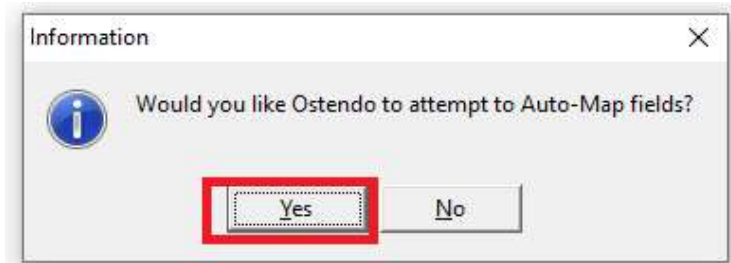 Information
Would you like Ostendo to attempt to Auto-Map fields?
Yes No